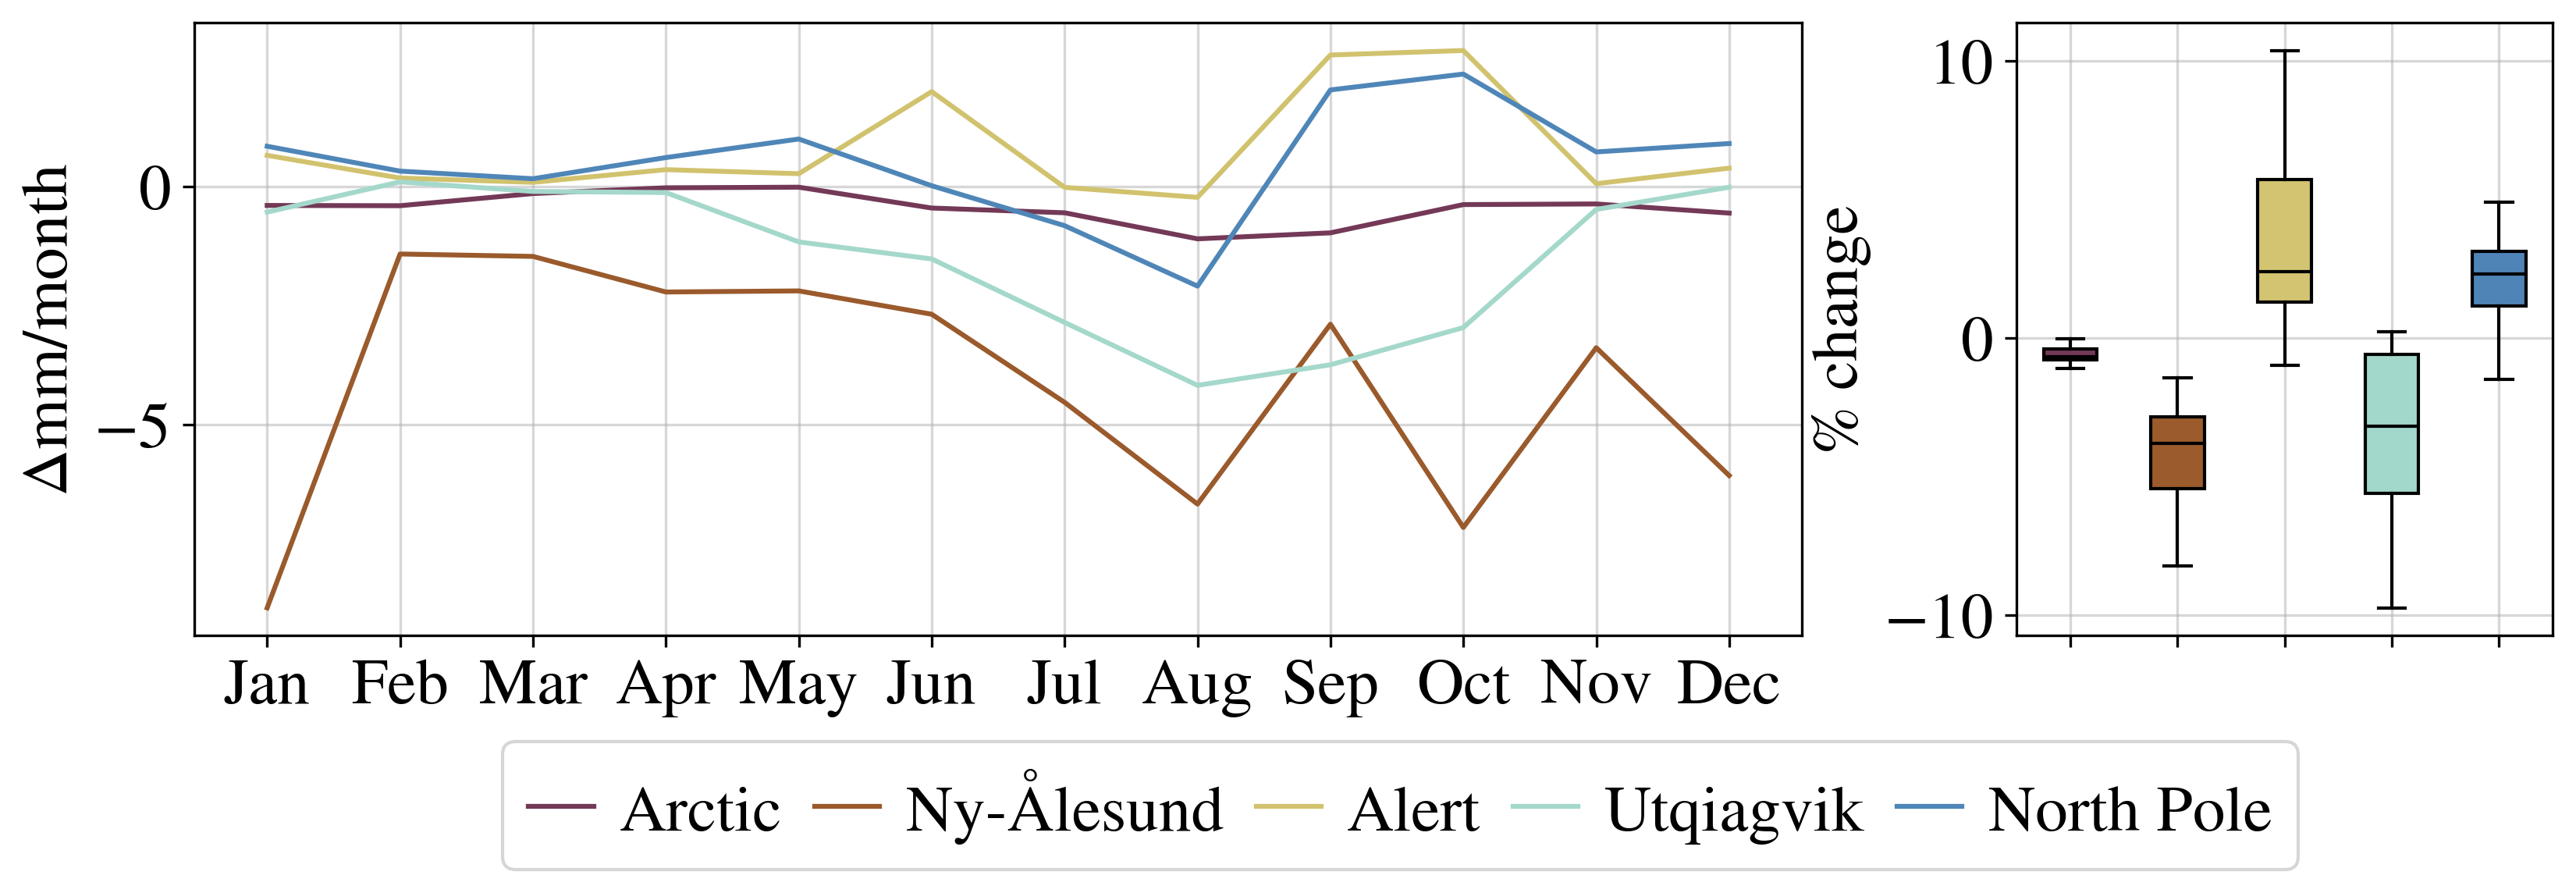 Δmm/month
0
−5
Jan Feb Mar Apr May Jun Jul Aug Sep Oct Nov Dec
% change
10
0
−10
Arctic Ny-Ålesund Alert Utqiagvik North Pole